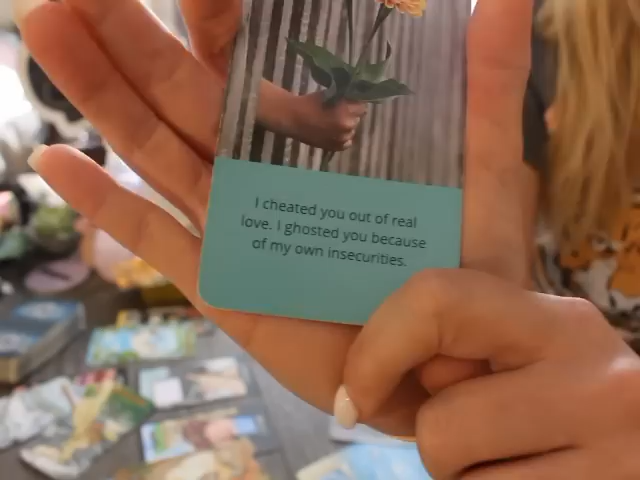 I cheated you out of real
love. I ghosted you because
of my own insecurities.